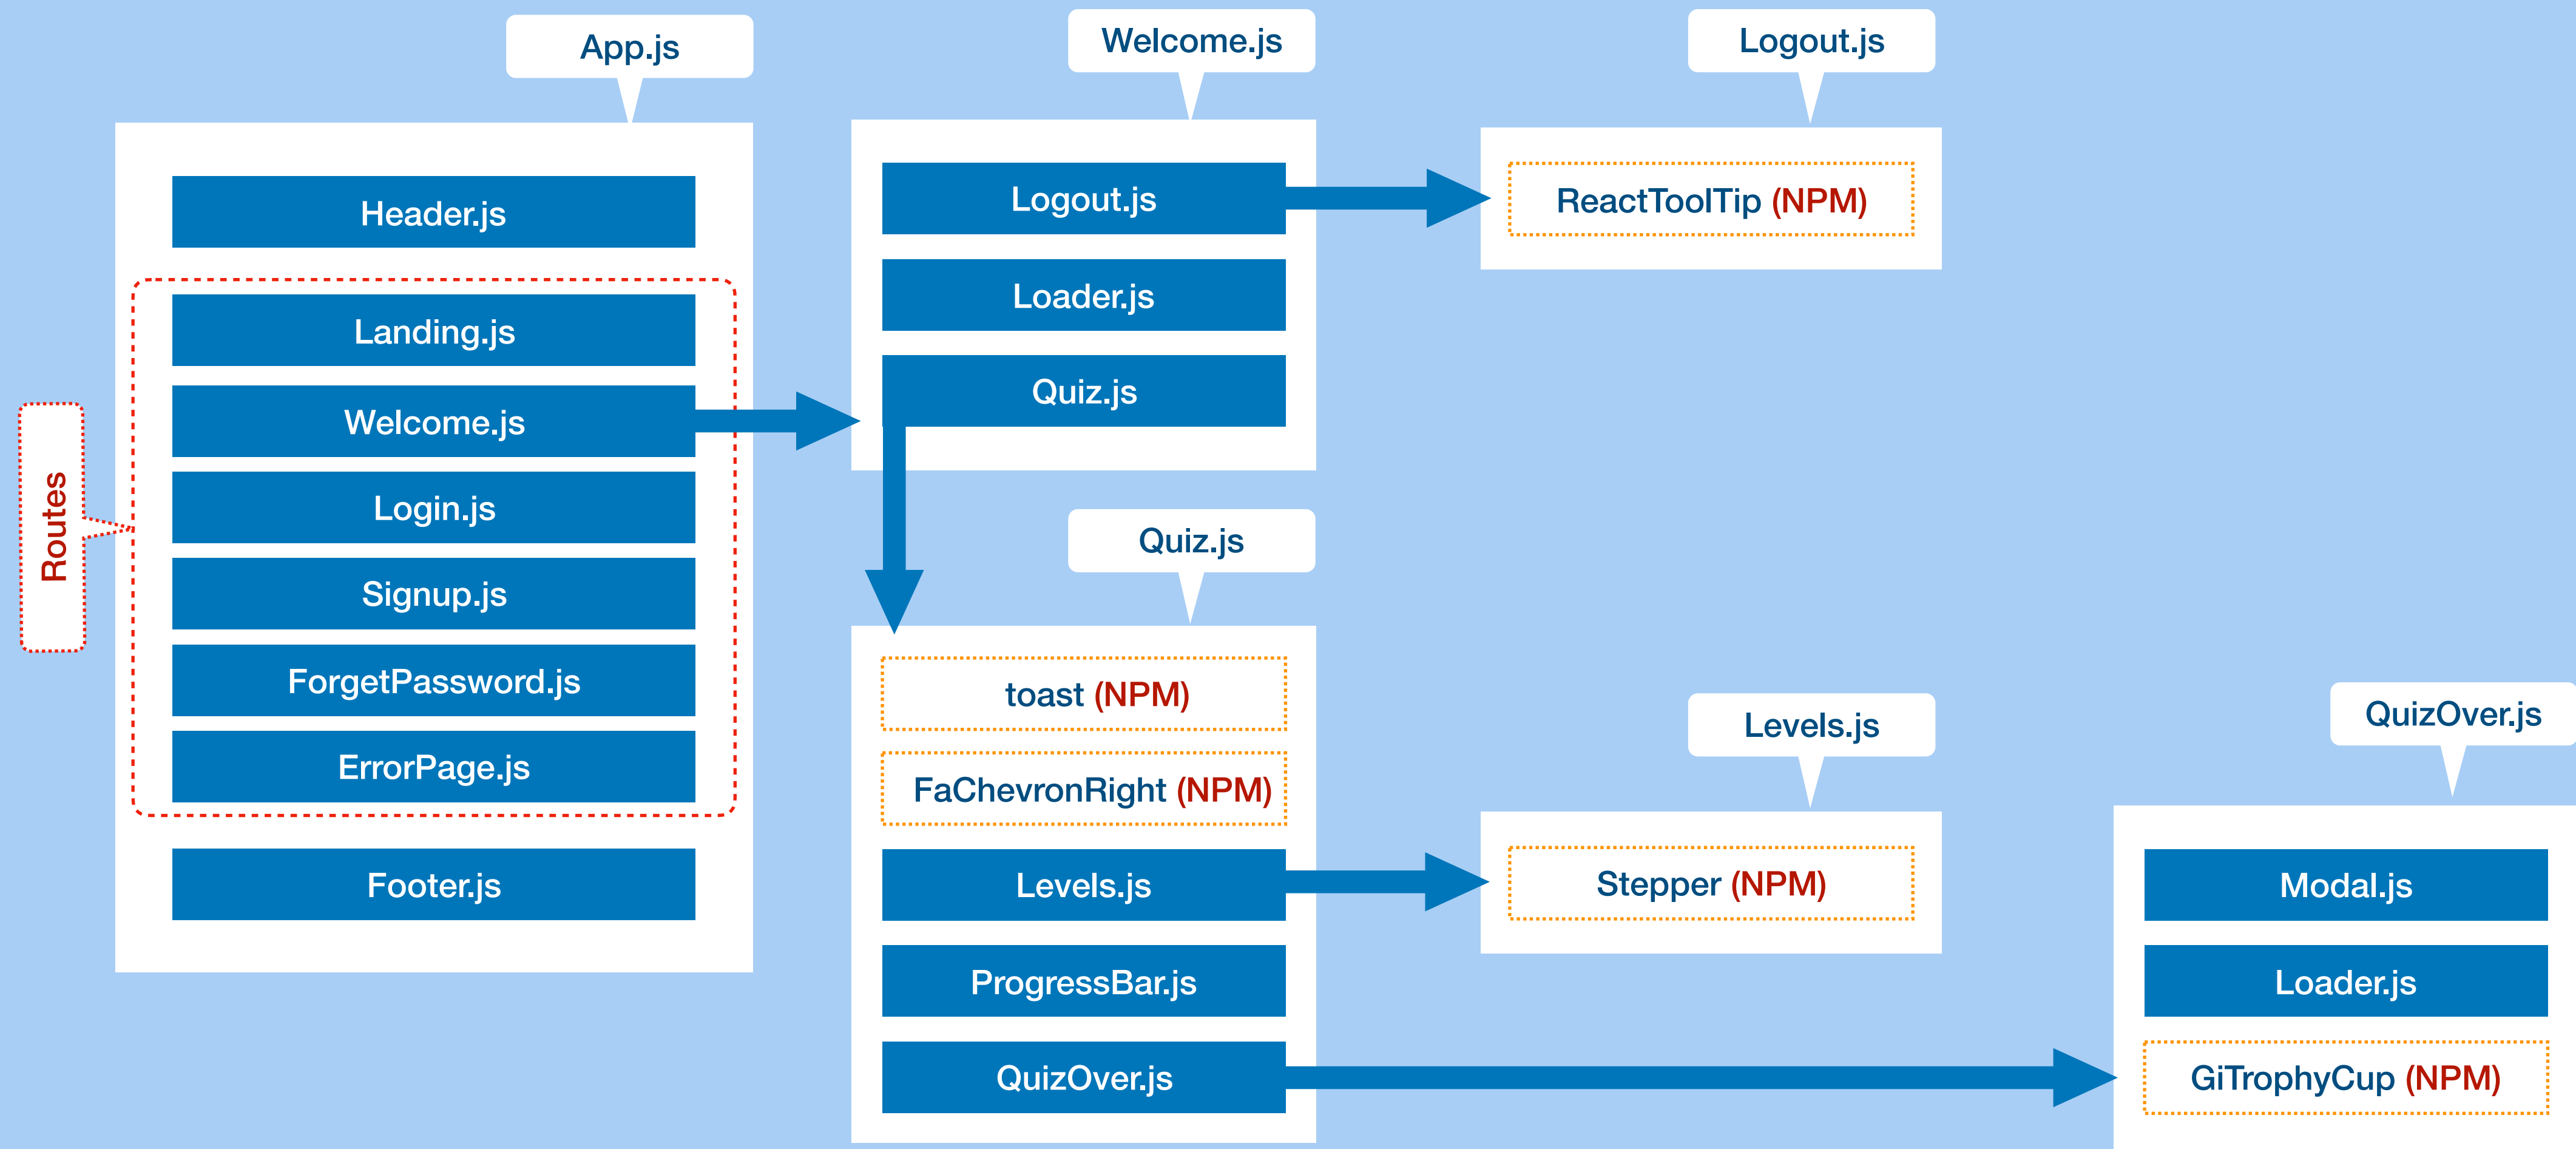 App.js
Header.js
Routes
Landing.js
Welcome.js
Login.js
Signup.js
ForgetPassword.js
ErrorPage.js
Footer.js
Welcome.js
Logout.js
Loader.js
Quiz.js
Logout.js
ReactToolTip (NPM)
Quiz.js
toast (NPM)
FaChevronRight (NPM)
Levels.js
ProgressBar.js
QuizOver.js
Levels.js
Stepper (NPM)
QuizOver.js
Modal.js
Loader.js
GiTrophyCup (NPM)